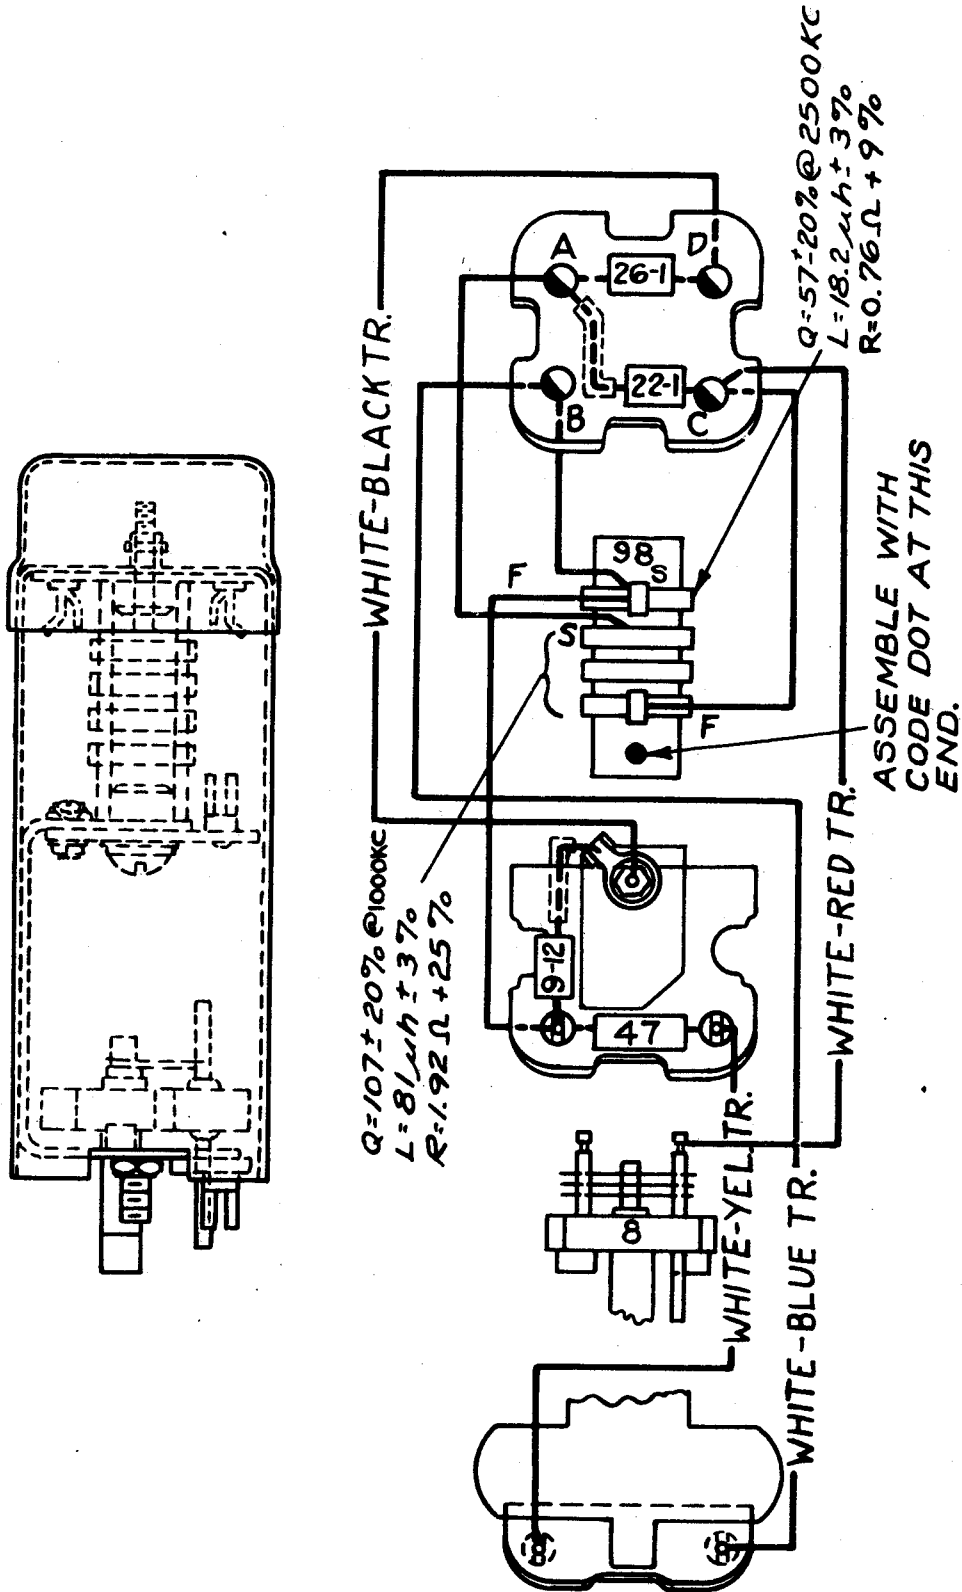 WHITE-BLACK TR.
A
B
C
D
26-1
22-1
Q=57±20%@2500KC
L=18.2μh±3%
R=0.76Ω+9%
98
S
F
S
F
ASSEMBLE WITH
CODE DOT AT THIS
END.
Q=107±20%@1000KC
L=81μh±3%
R=1.92Ω+25%
9-12
47
WHITE-RED TR.
8
WHITE-YEL. TR.
WHITE-BLUE TR.